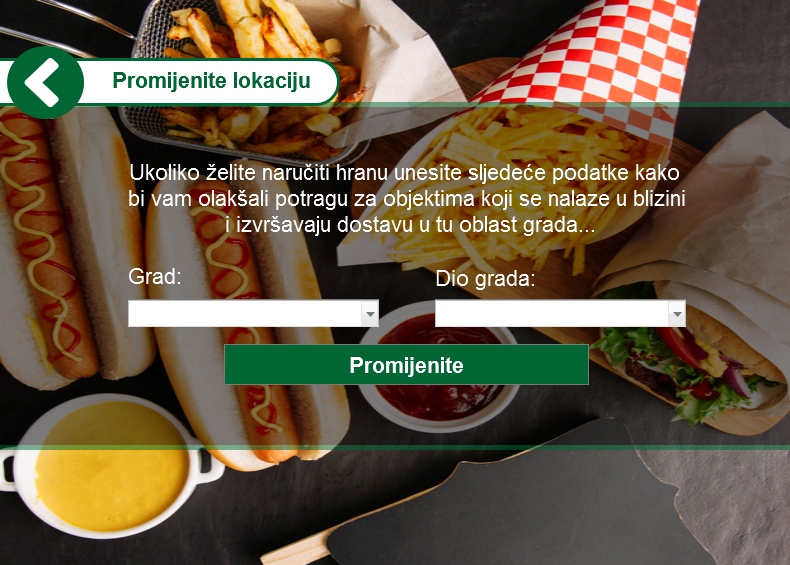 Promijenite lokaciju
Ukoliko želite naručiti hranu unesite sljedeće podatke kako
bi vam olakšali potragu za objektima koji se nalaze u blizini
i izvršavaju dostavu u tu oblast grada...
Grad:
Dio grada:
Promijenite